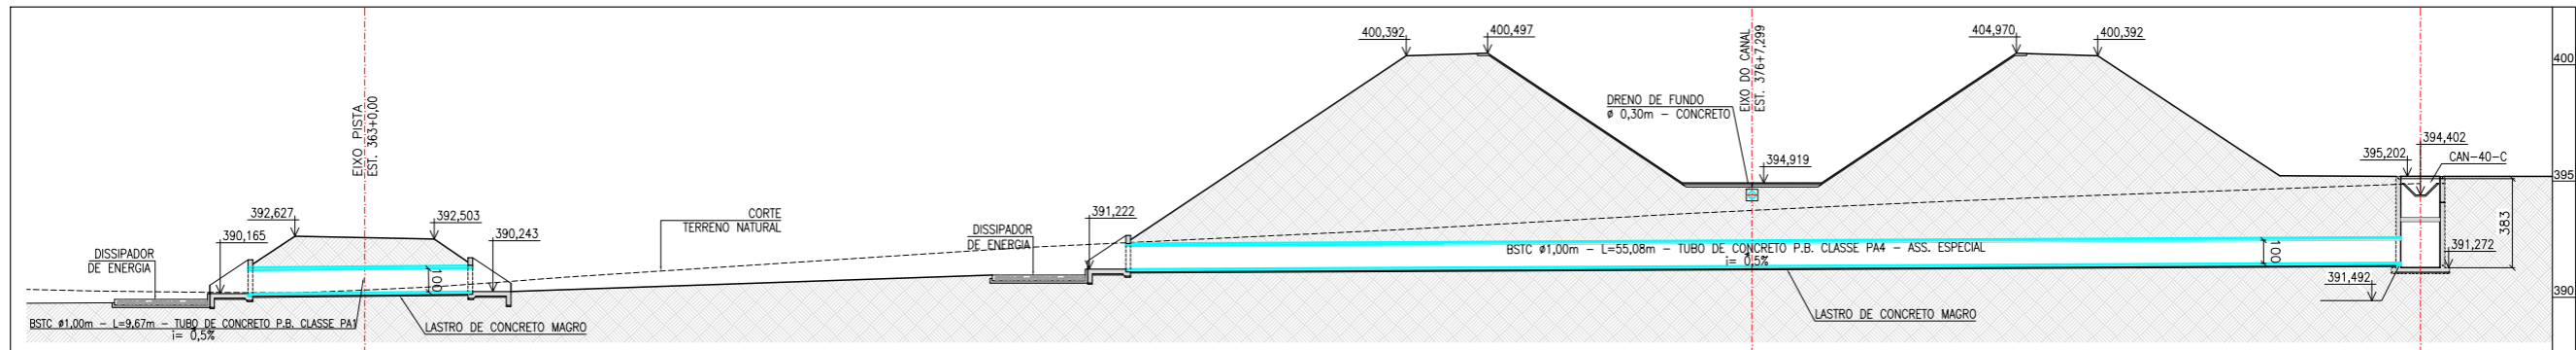 400,392
400,497
404,970
400,392
400
EIXO PISTA
EST. 363+0,00
EIXO DO CANAL
EST. 376+7,299
DRENO DE FUNDO
ø 0,30m - CONCRETO
394,402
395,202
CAN-40-C
394,919
395
392,627
392,503
390,165
390,243
CORTE
TERRENO NATURAL
391,222
DISSIPADOR
DE ENERGIA
DISSIPADOR
DE ENERGIA
383
391,272
391,492
100
100
BSTC ø1,00m - L=55,08m - TUBO DE CONCRETO P.B. CLASSE PA4 - ASS. ESPECIAL
i= 0,5%
390
BSTC ø1,00m - L=9,67m - TUBO DE CONCRETO P.B. CLASSE PA1
i= 0,5%
LASTRO DE CONCRETO MAGRO
LASTRO DE CONCRETO MAGRO